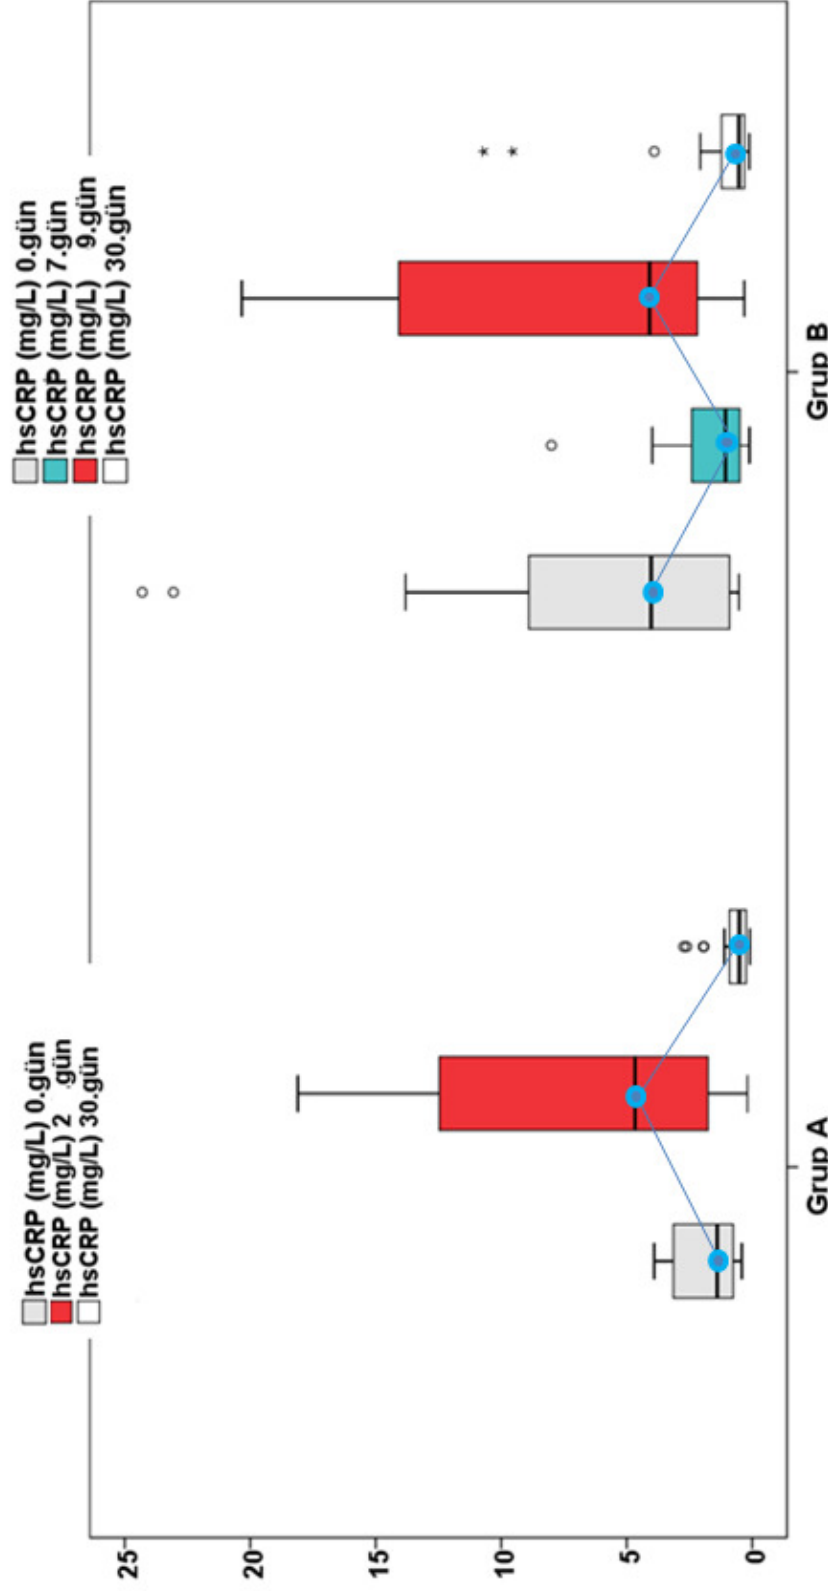 hsCRP (mg/L) 0.gün
hsCRP (mg/L) 2 .gün
hsCRP (mg/L) 30.gün
hsCRP (mg/L) 0.gün
hsCRP (mg/L) 7.gün
hsCRP (mg/L) 9.gün
hsCRP (mg/L) 30.gün
25
20
15
10
5
0
Grup A
Grup B